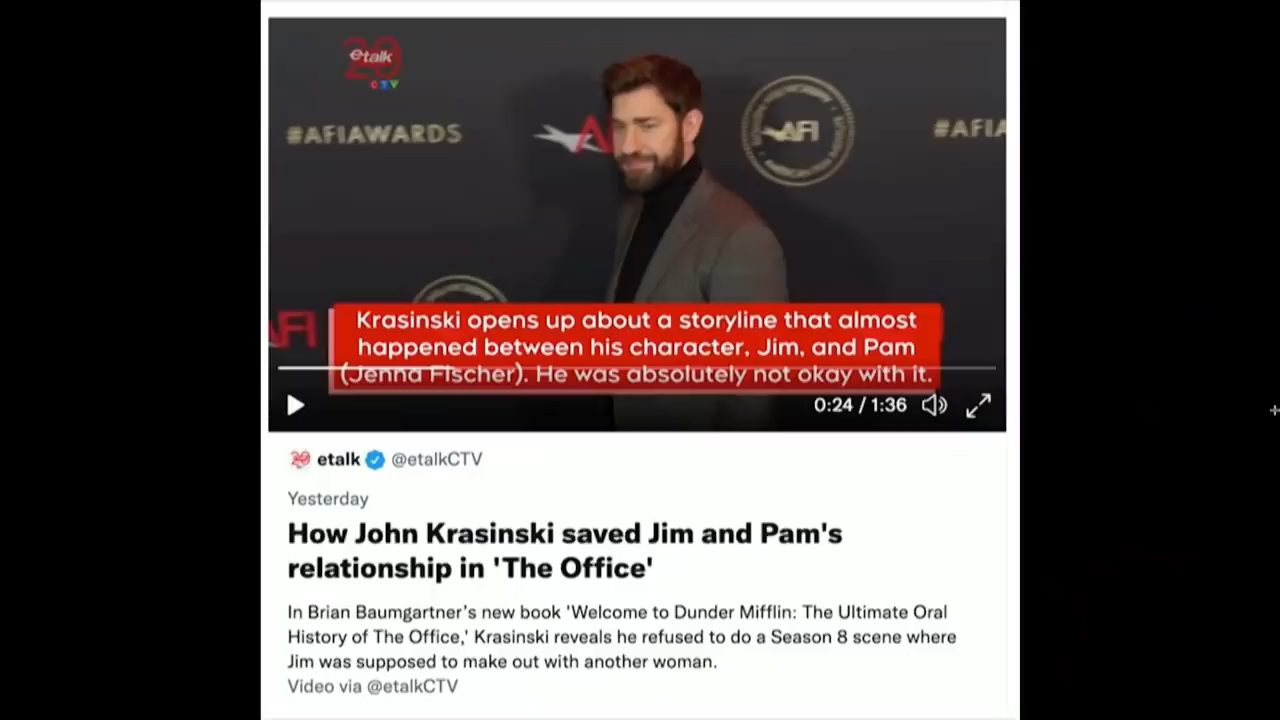 etalk
20
CTV
#AFIAWARDS
AFI
#AFIA
AFI
Krasinski opens up about a storyline that almost
happened between his character, Jim, and Pam
(Jenna Fischer). He was absolutely not okay with it.
0:24 / 1:36
etalk @etalkCTV
Yesterday
How John Krasinski saved Jim and Pam's
relationship in 'The Office'
In Brian Baumgartner's new book 'Welcome to Dunder Mifflin: The Ultimate Oral
History of The Office,' Krasinski reveals he refused to do a Season 8 scene where
Jim was supposed to make out with another woman.
Video via @etalkCTV